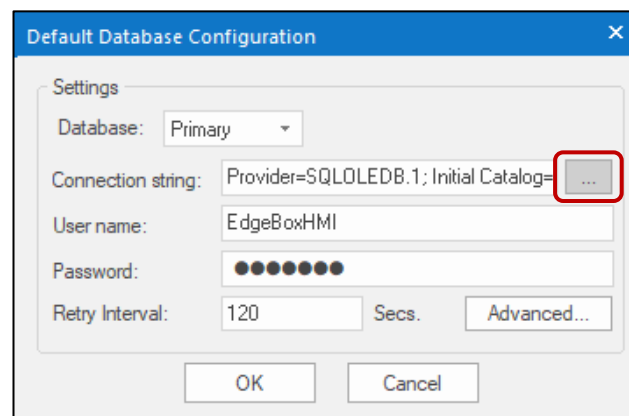 Default Database Configuration
Settings
Database: Primary
Connection string: Provider=SQLOLEDB.1; Initial Catalog= ...
User name: EdgeBoxHMI
Password: ●●●●●●●
Retry Interval: 120 Secs. Advanced...
OK Cancel